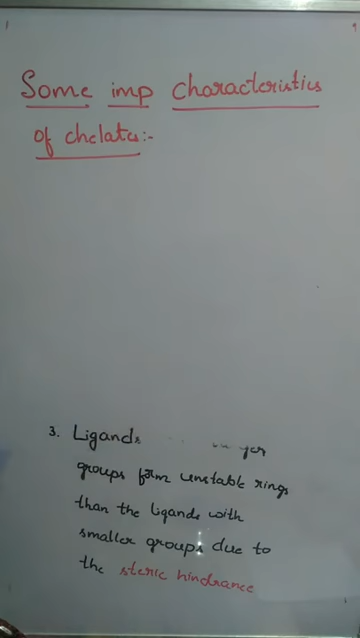 Some imp characteristics
of chelates:-
3. Ligands
groups form unstable rings
than the ligands with
smaller groups due to
the steric hindrance